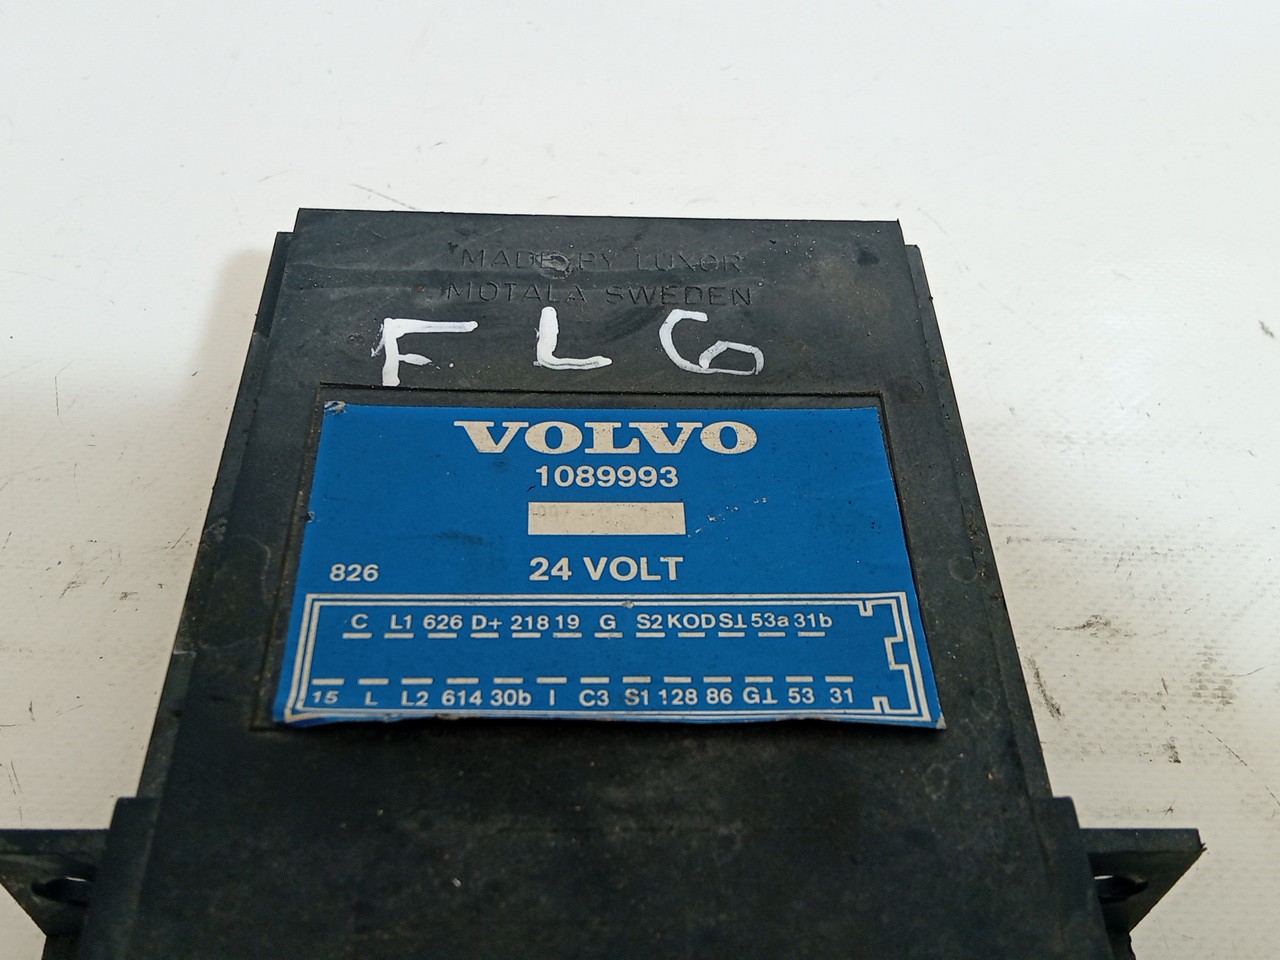 MADE BY LUXOR
MOTALA SWEDEN
FL6
VOLVO
1089993
826 24 VOLT
C L1 626 D+ 218 19 G S2 KOD S⊥ 53a 31b
15 L L2 614 30b I C3 S1 128 86 G⊥ 53 31